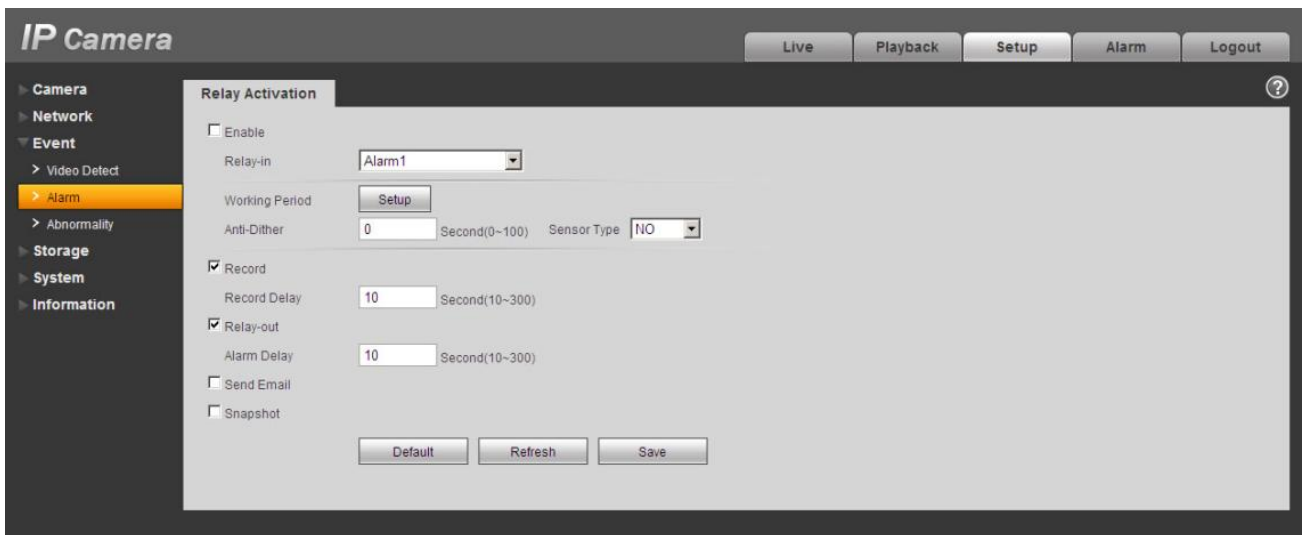 IP Camera
Live Playback Setup Alarm Logout
Camera
Network
Event
> Video Detect
> Alarm
> Abnormality
Storage
System
Information
Relay Activation
?
Enable
Relay-in Alarm1
Working Period Setup
Anti-Dither 0 Second(0~100) Sensor Type NO
Record
Record Delay 10 Second(10~300)
Relay-out
Alarm Delay 10 Second(10~300)
Send Email
Snapshot
Default Refresh Save